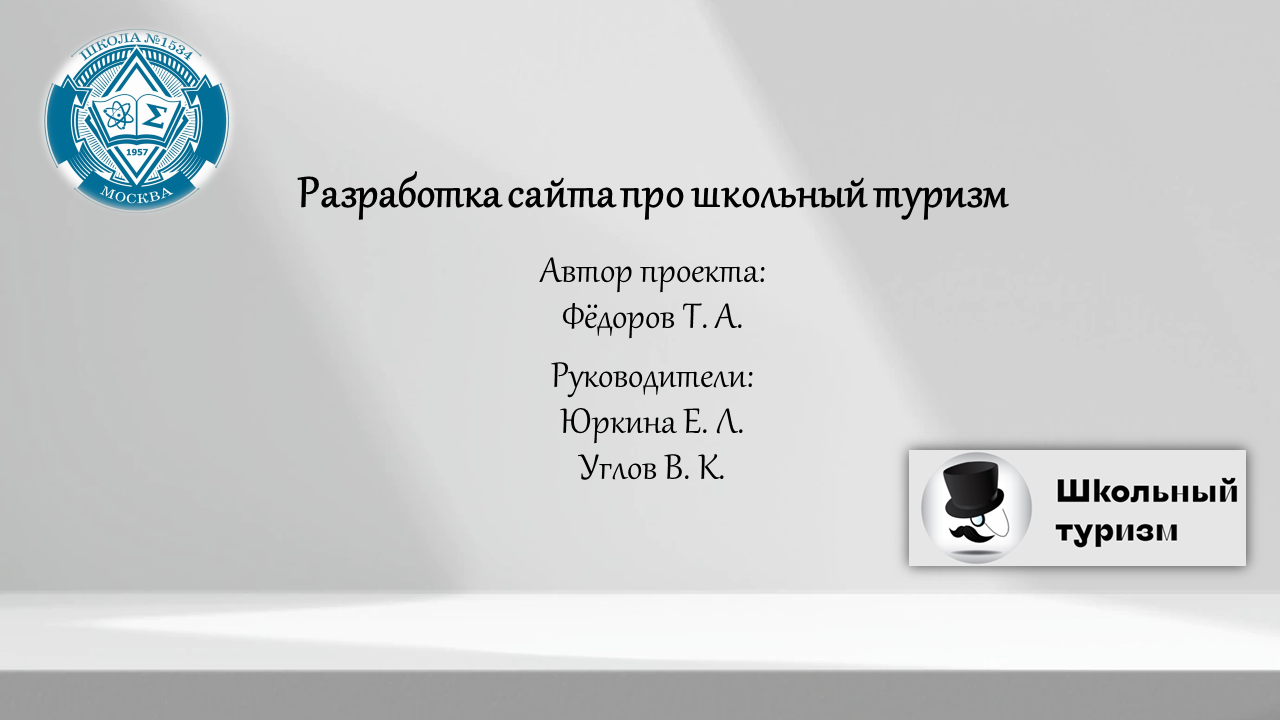 ШКОЛА №1534
1957
МОСКВА
Разработка сайта про школьный туризм
Автор проекта:
Фёдоров Т. А.
Руководители:
Юркина Е. Л.
Углов В. К.
Школьный
туризм